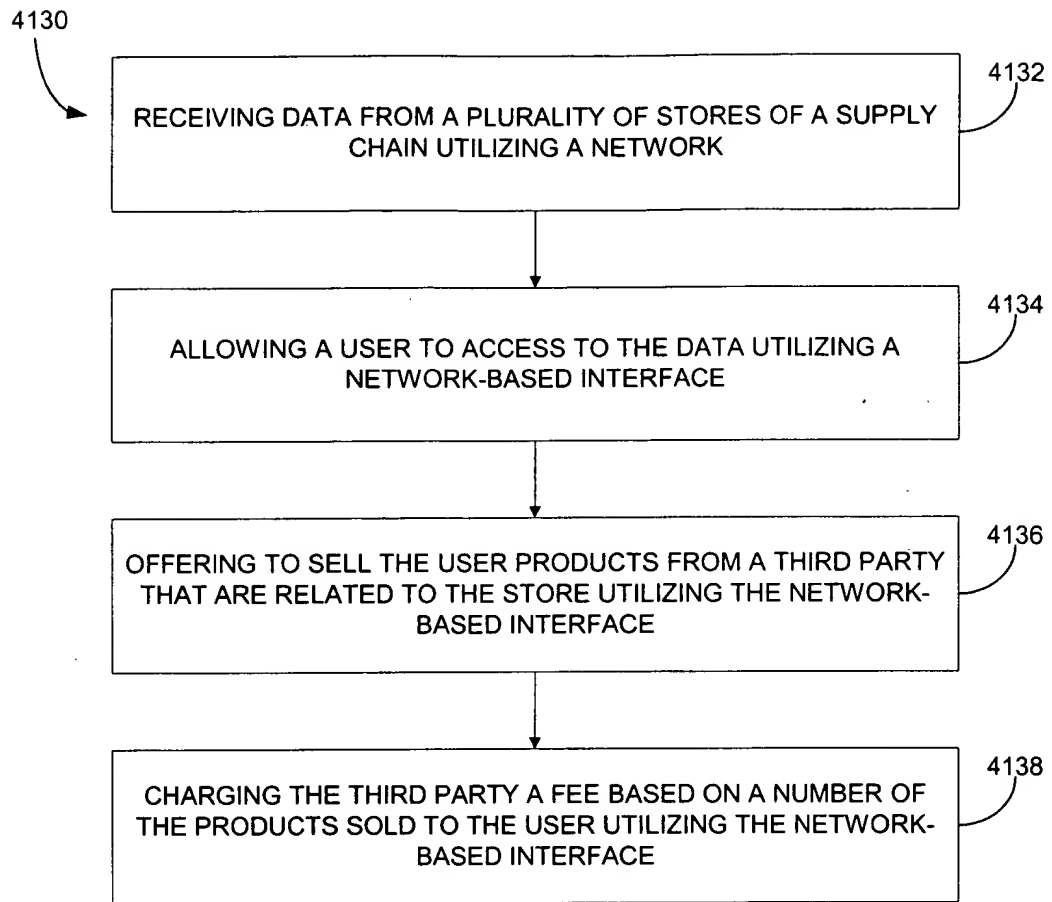 4130
4132
RECEIVING DATA FROM A PLURALITY OF STORES OF A SUPPLY
CHAIN UTILIZING A NETWORK
4134
ALLOWING A USER TO ACCESS TO THE DATA UTILIZING A
NETWORK-BASED INTERFACE
4136
OFFERING TO SELL THE USER PRODUCTS FROM A THIRD PARTY
THAT ARE RELATED TO THE STORE UTILIZING THE NETWORK-
BASED INTERFACE
4138
CHARGING THE THIRD PARTY A FEE BASED ON A NUMBER OF
THE PRODUCTS SOLD TO THE USER UTILIZING THE NETWORK-
BASED INTERFACE